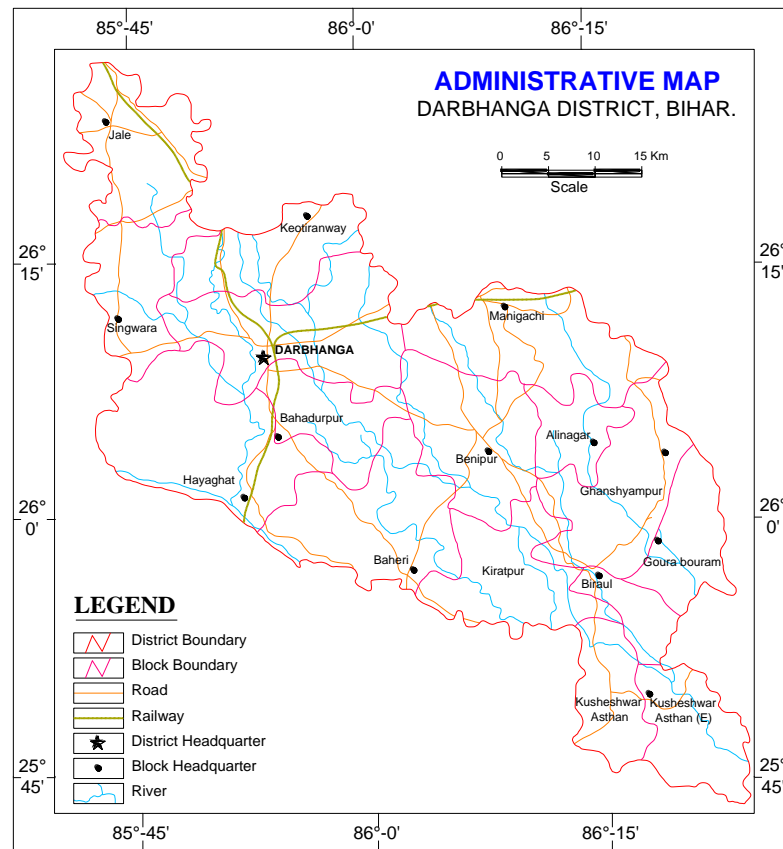 85°-45'
86°-0'
86°-15'
ADMINISTRATIVE MAP
DARBHANGA DISTRICT, BIHAR.
0 5 10 15 Km
Scale
Jale
Keotiranway
26°
15'
26°
15'
Manigachi
Singwara
DARBHANGA
Bahadurpur
Alinagar
Benipur
Hayaghat
Ghanshyampur
26°
0'
26°
0'
Baheri
Kiratpur
Goura bouram
Biraul
LEGEND
District Boundary
Block Boundary
Road
Railway
District Headquarter
Block Headquarter
River
Kusheshwar
Asthan
Kusheshwar
Asthan (E)
25°
45'
25°
45'
85°-45'
86°-0'
86°-15'